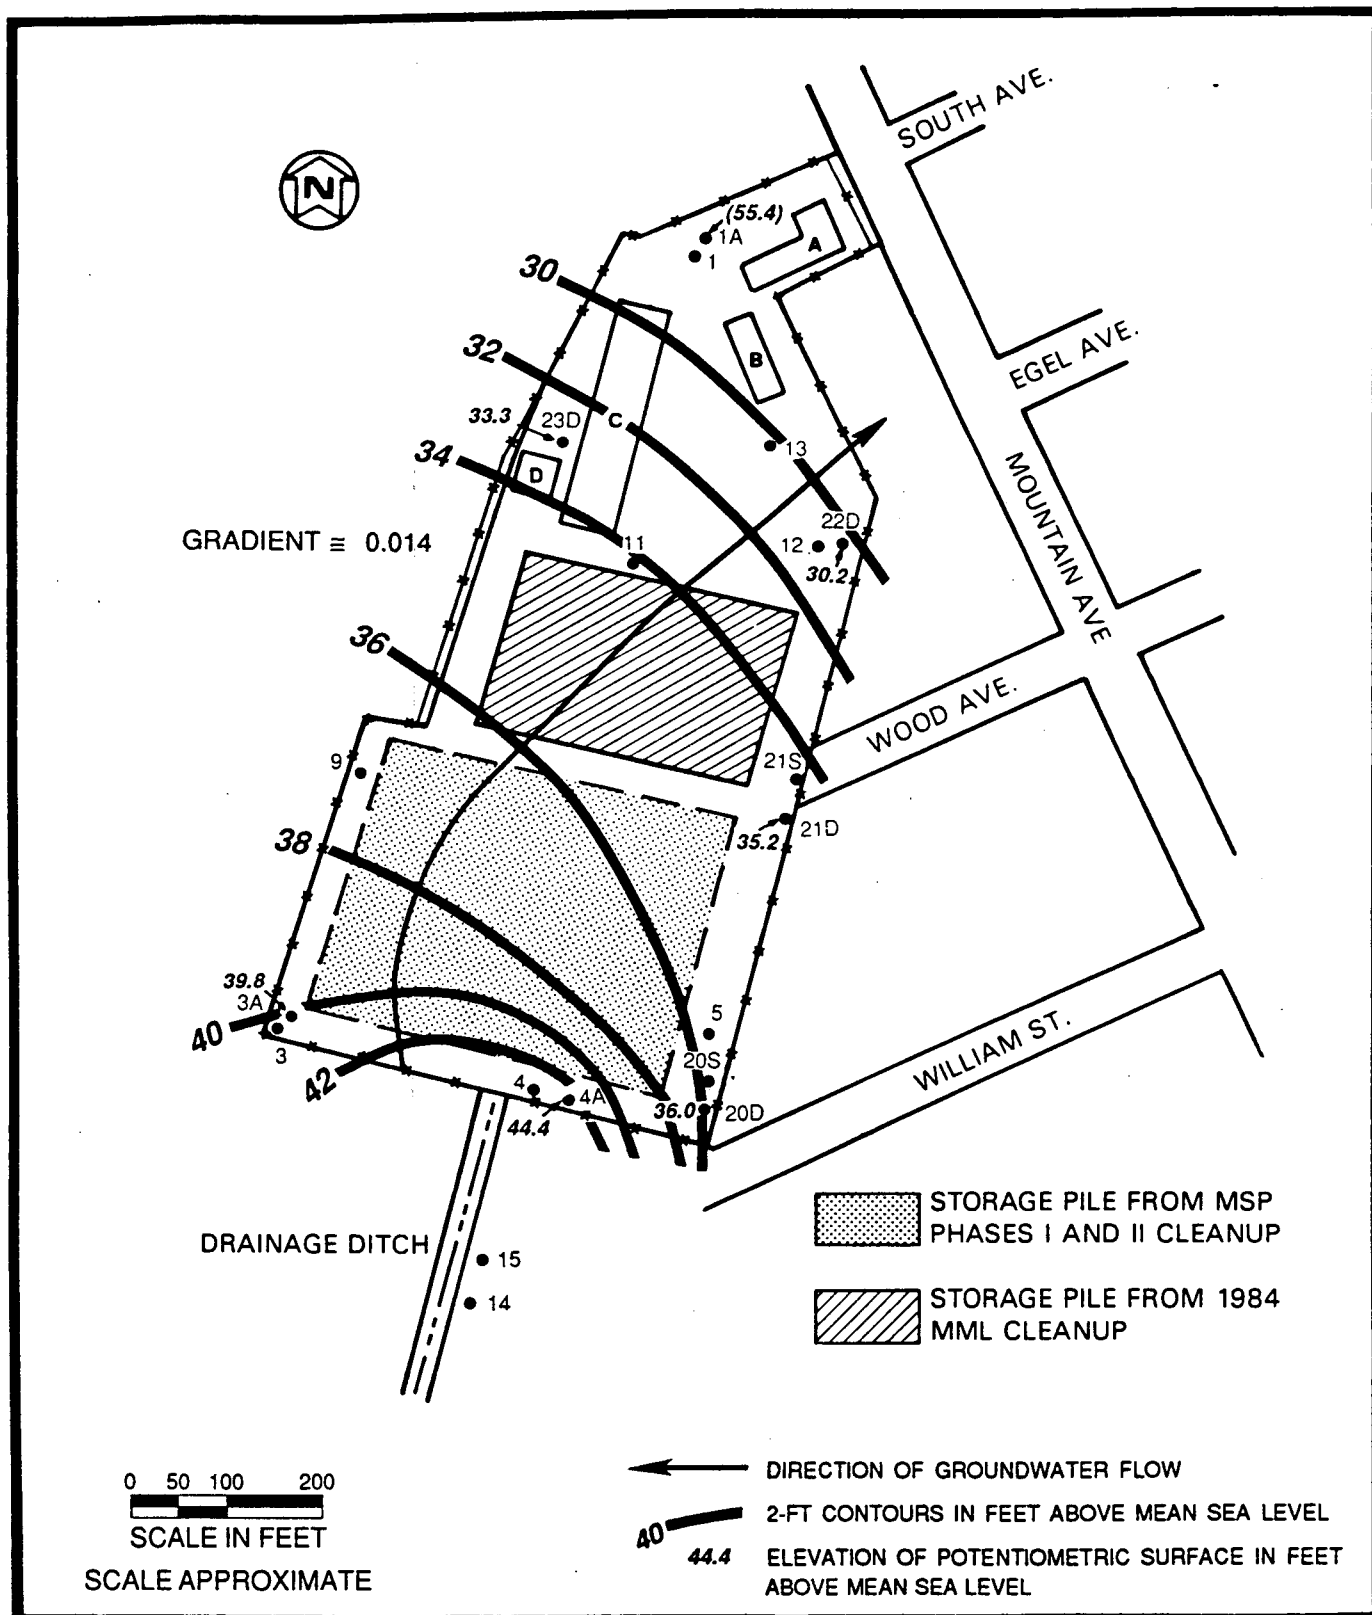 SOUTH AVE.
N
(55.4)
1A
1
A
30
EGEL AVE.
32
B
C
33.3
23D
13
34
D
MOUNTAIN AVE
22D
GRADIENT ≅ 0.014
11
12
30.2
36
WOOD AVE.
9
21S
38
35.2
21D
39.8
3A
5
40
3
WILLIAM ST.
20S
42
4
4A
36.0
20D
44.4
STORAGE PILE FROM MSP
PHASES I AND II CLEANUP
DRAINAGE DITCH
15
14
STORAGE PILE FROM 1984
MML CLEANUP
0 50 100 200
SCALE IN FEET
SCALE APPROXIMATE
DIRECTION OF GROUNDWATER FLOW
40
2-FT CONTOURS IN FEET ABOVE MEAN SEA LEVEL
44.4
ELEVATION OF POTENTIOMETRIC SURFACE IN FEET
ABOVE MEAN SEA LEVEL